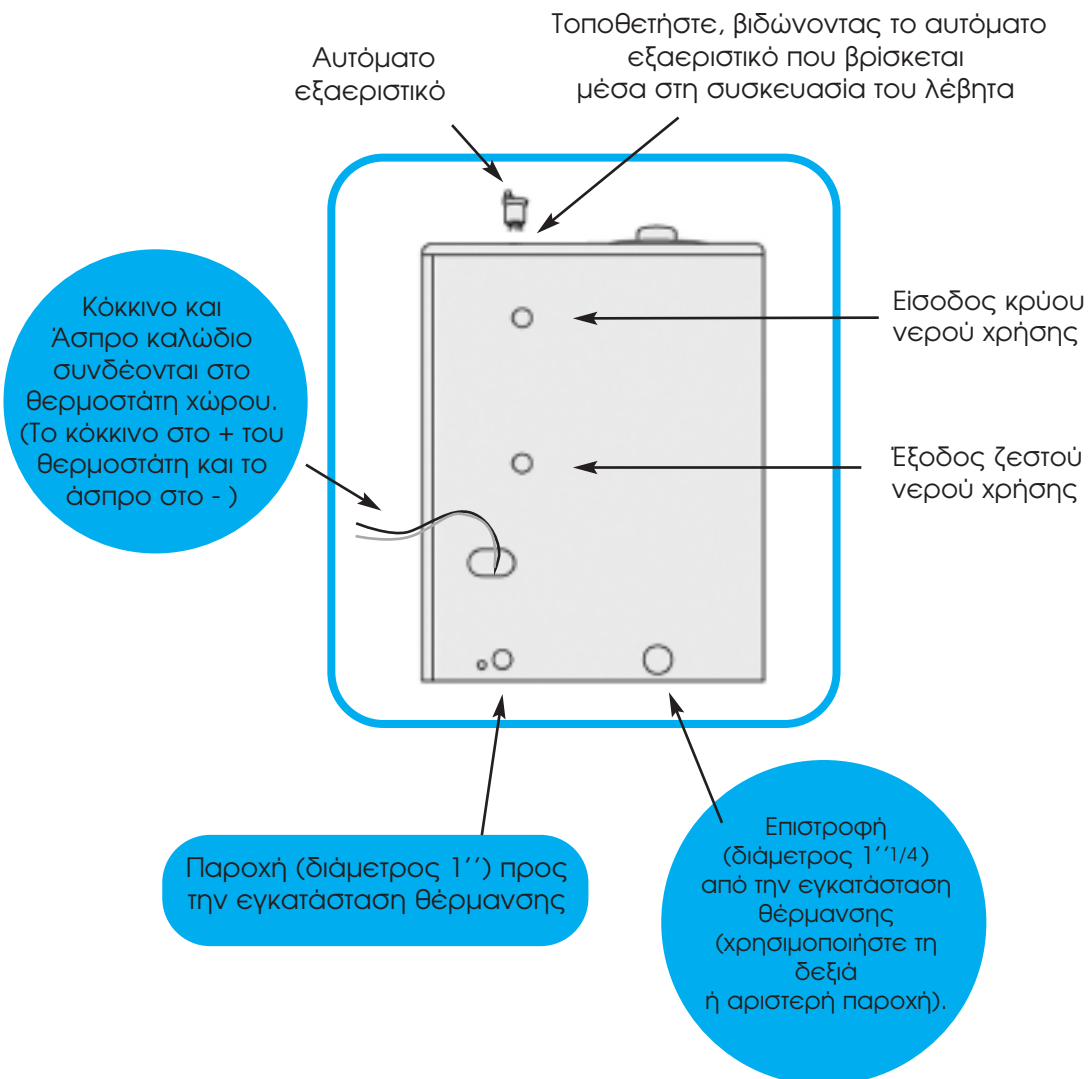 Αυτόματο
εξαεριστικό
Τοποθετήστε, βιδώνοντας το αυτόματο
εξαεριστικό που βρίσκεται
μέσα στη συσκευασία του λέβητα
Κόκκινο και
Άσπρο καλώδιο
συνδέονται στο
θερμοστάτη χώρου.
(Το κόκκινο στο + του
θερμοστάτη και το
άσπρο στο - )
Είσοδος κρύου
νερού χρήσης
Έξοδος ζεστού
νερού χρήσης
Παροχή (διάμετρος 1΄΄) προς
την εγκατάσταση θέρμανσης
Επιστροφή
(διάμετρος 1΄΄1/4)
από την εγκατάσταση
θέρμανσης
(χρησιμοποιήστε τη
δεξιά
ή αριστερή παροχή).